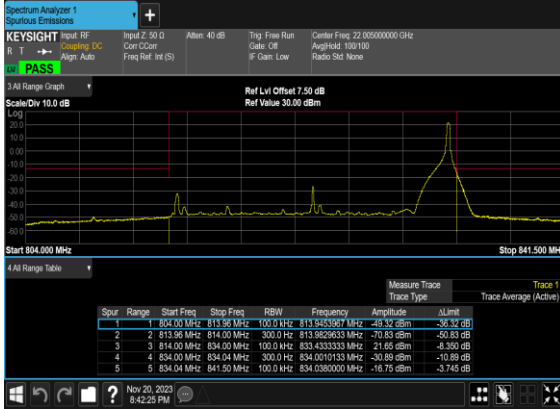 Spectrum Analyzer 1
Spurious Emissions
+
KEYSIGHT Input: RF Input Z: 50 Ω Atten: 40 dB Trig: Free Run Center Freq: 22.005000000 GHz
R T Coupling: DC Corr CCorr Gate: Off Avg|Hold: 100/100
Align: Auto Freq Ref: Int (S) IF Gain: Low Radio Std: None
PASS
3 All Range Graph
Ref Lvl Offset 7.50 dB
Scale/Div 10.0 dB Ref Value 30.00 dBm
Log
20.0
10.0
0.00
-10.0
-20.0
-30.0
-40.0
-50.0
-60.0
Start 804.000 MHz Stop 841.500 MH
4 All Range Table
Measure Trace Trace 1
Trace Type Trace Average (Active)
Spur Range Start Freq Stop Freq RBW Frequency Amplitude ΔLimit
1 1 804.00 MHz 813.96 MHz 100.0 kHz 813.9453967 MHz -49.32 dBm -36.32 dB
2 2 813.96 MHz 814.00 MHz 300.0 Hz 813.9829633 MHz -70.83 dBm -50.83 dB
3 3 814.00 MHz 834.00 MHz 100.0 kHz 833.4333333 MHz 21.65 dBm -8.350 dB
4 4 834.00 MHz 834.04 MHz 300.0 Hz 834.0010133 MHz -30.89 dBm -10.89 dB
5 5 834.04 MHz 841.50 MHz 100.0 kHz 834.0380000 MHz -16.75 dBm -3.745 dB
?
Nov 20, 2023
8:42:25 PM